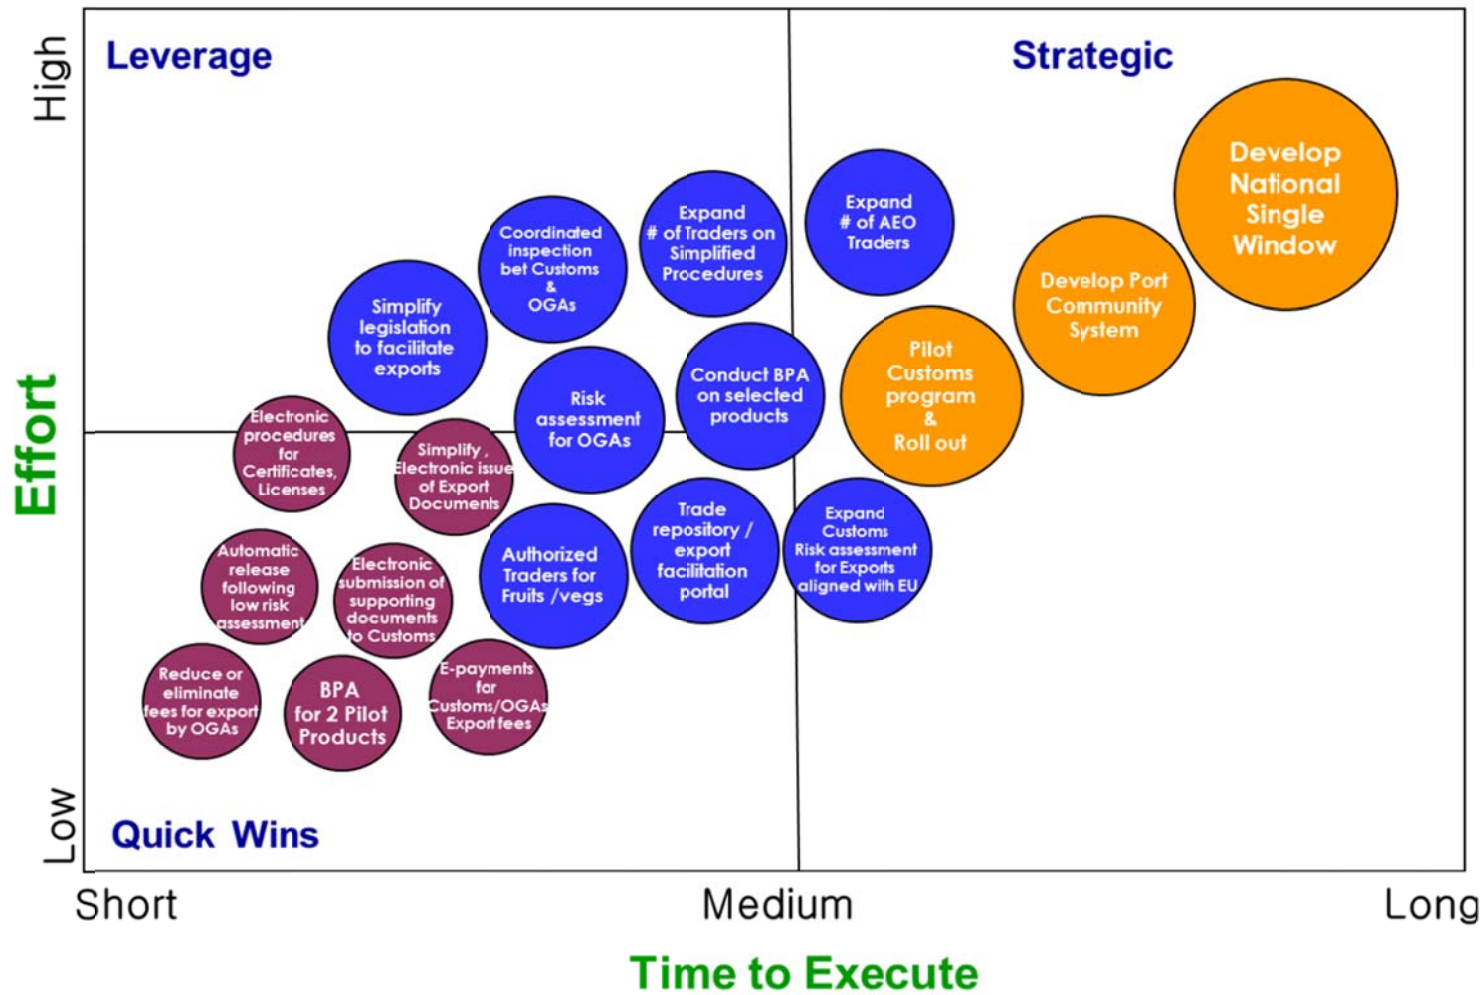 High
Leverage
Strategic
Develop
National
Single
Window
Expand
# of AEO
Traders
Expand
# of Traders on
Simplified
Procedures
Coordinated
inspection
bet Customs
&
OGAs
Develop Port
Community
System
Simplify
legislation
to facilitate
exports
Pilot
Customs
program
&
Roll out
Conduct BPA
on selected
products
Risk
assessment
for OGAs
Effort
Electronic
procedures
for
Certificates,
Licenses
Simplify ,
Electronic issue
of Export
Documents
Trade
repository /
export
facilitation
portal
Expand
Customs
Risk assessment
for Exports
aligned with EU
Authorized
Traders for
Fruits /vegs
Automatic
release
following
low risk
assessment
Electronic
submission of
supporting
documents
to Customs
Reduce or
eliminate
fees for export
by OGAs
BPA
for 2 Pilot
Products
E-payments
for
Customs/OGAs
Export fees
Low
Quick Wins
Short
Medium
Long
Time to Execute